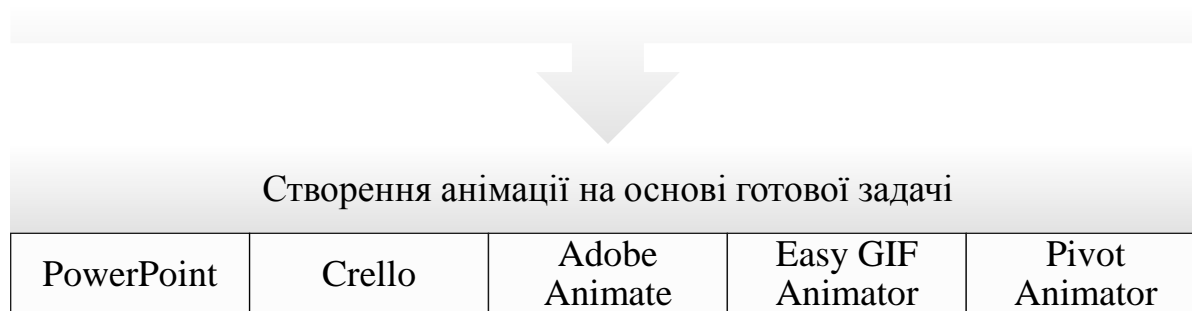 Створення анімації на основі готової задачі
PowerPoint
Crello
Adobe
Animate
Easy GIF
Animator
Pivot
Animator